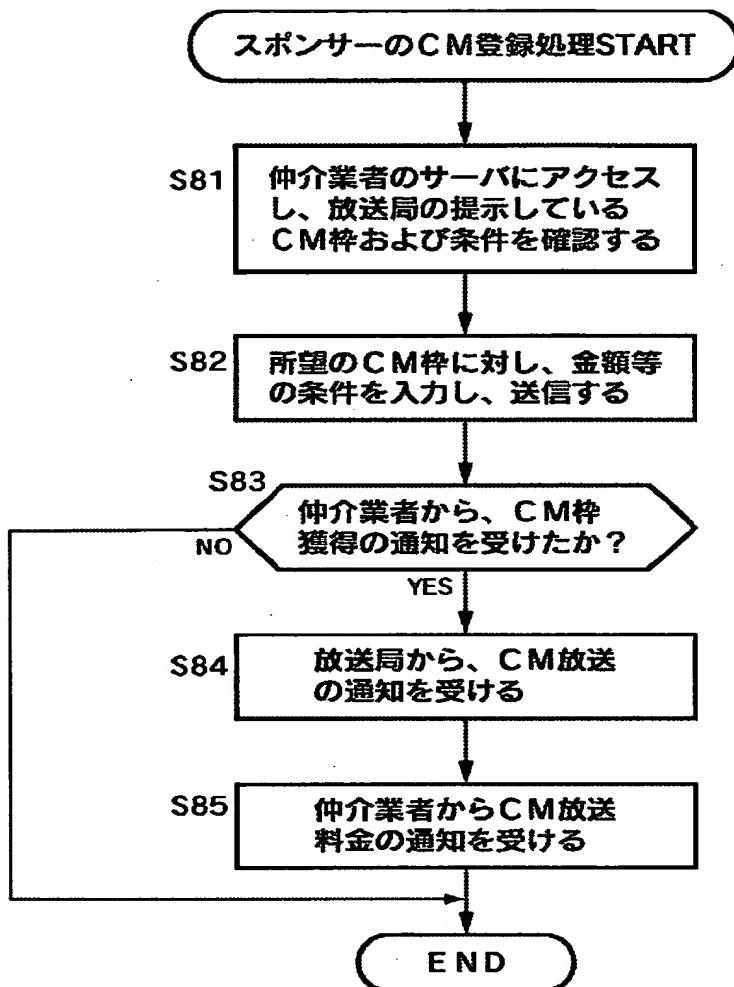 スポンサーのCM登録処理START
S81
仲介業者のサーバにアクセス
し、放送局の提示している
CM枠および条件を確認する
S82
所望のCM枠に対し、金額等
の条件を入力し、送信する
S83
仲介業者から、CM枠
獲得の通知を受けたか？
NO
YES
S84
放送局から、CM放送
の通知を受ける
S85
仲介業者からCM放送
料金の通知を受ける
END